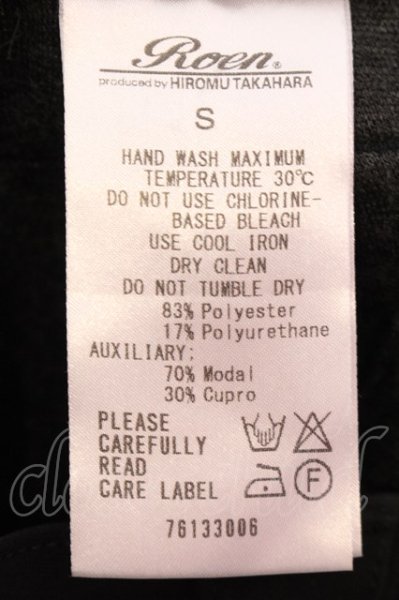 Roen®
produced by HIROMU TAKAHARA
S
HAND WASH MAXIMUM
TEMPERATURE 30℃
DO NOT USE CHLORINE-
BASED BLEACH
USE COOL IRON
DRY CLEAN
DO NOT TUMBLE DRY
83% Polyester
17% Polyurethane
AUXILIARY:
70% Modal
30% Cupro
PLEASE
CAREFULLY
READ
CARE LABEL
F
76133006